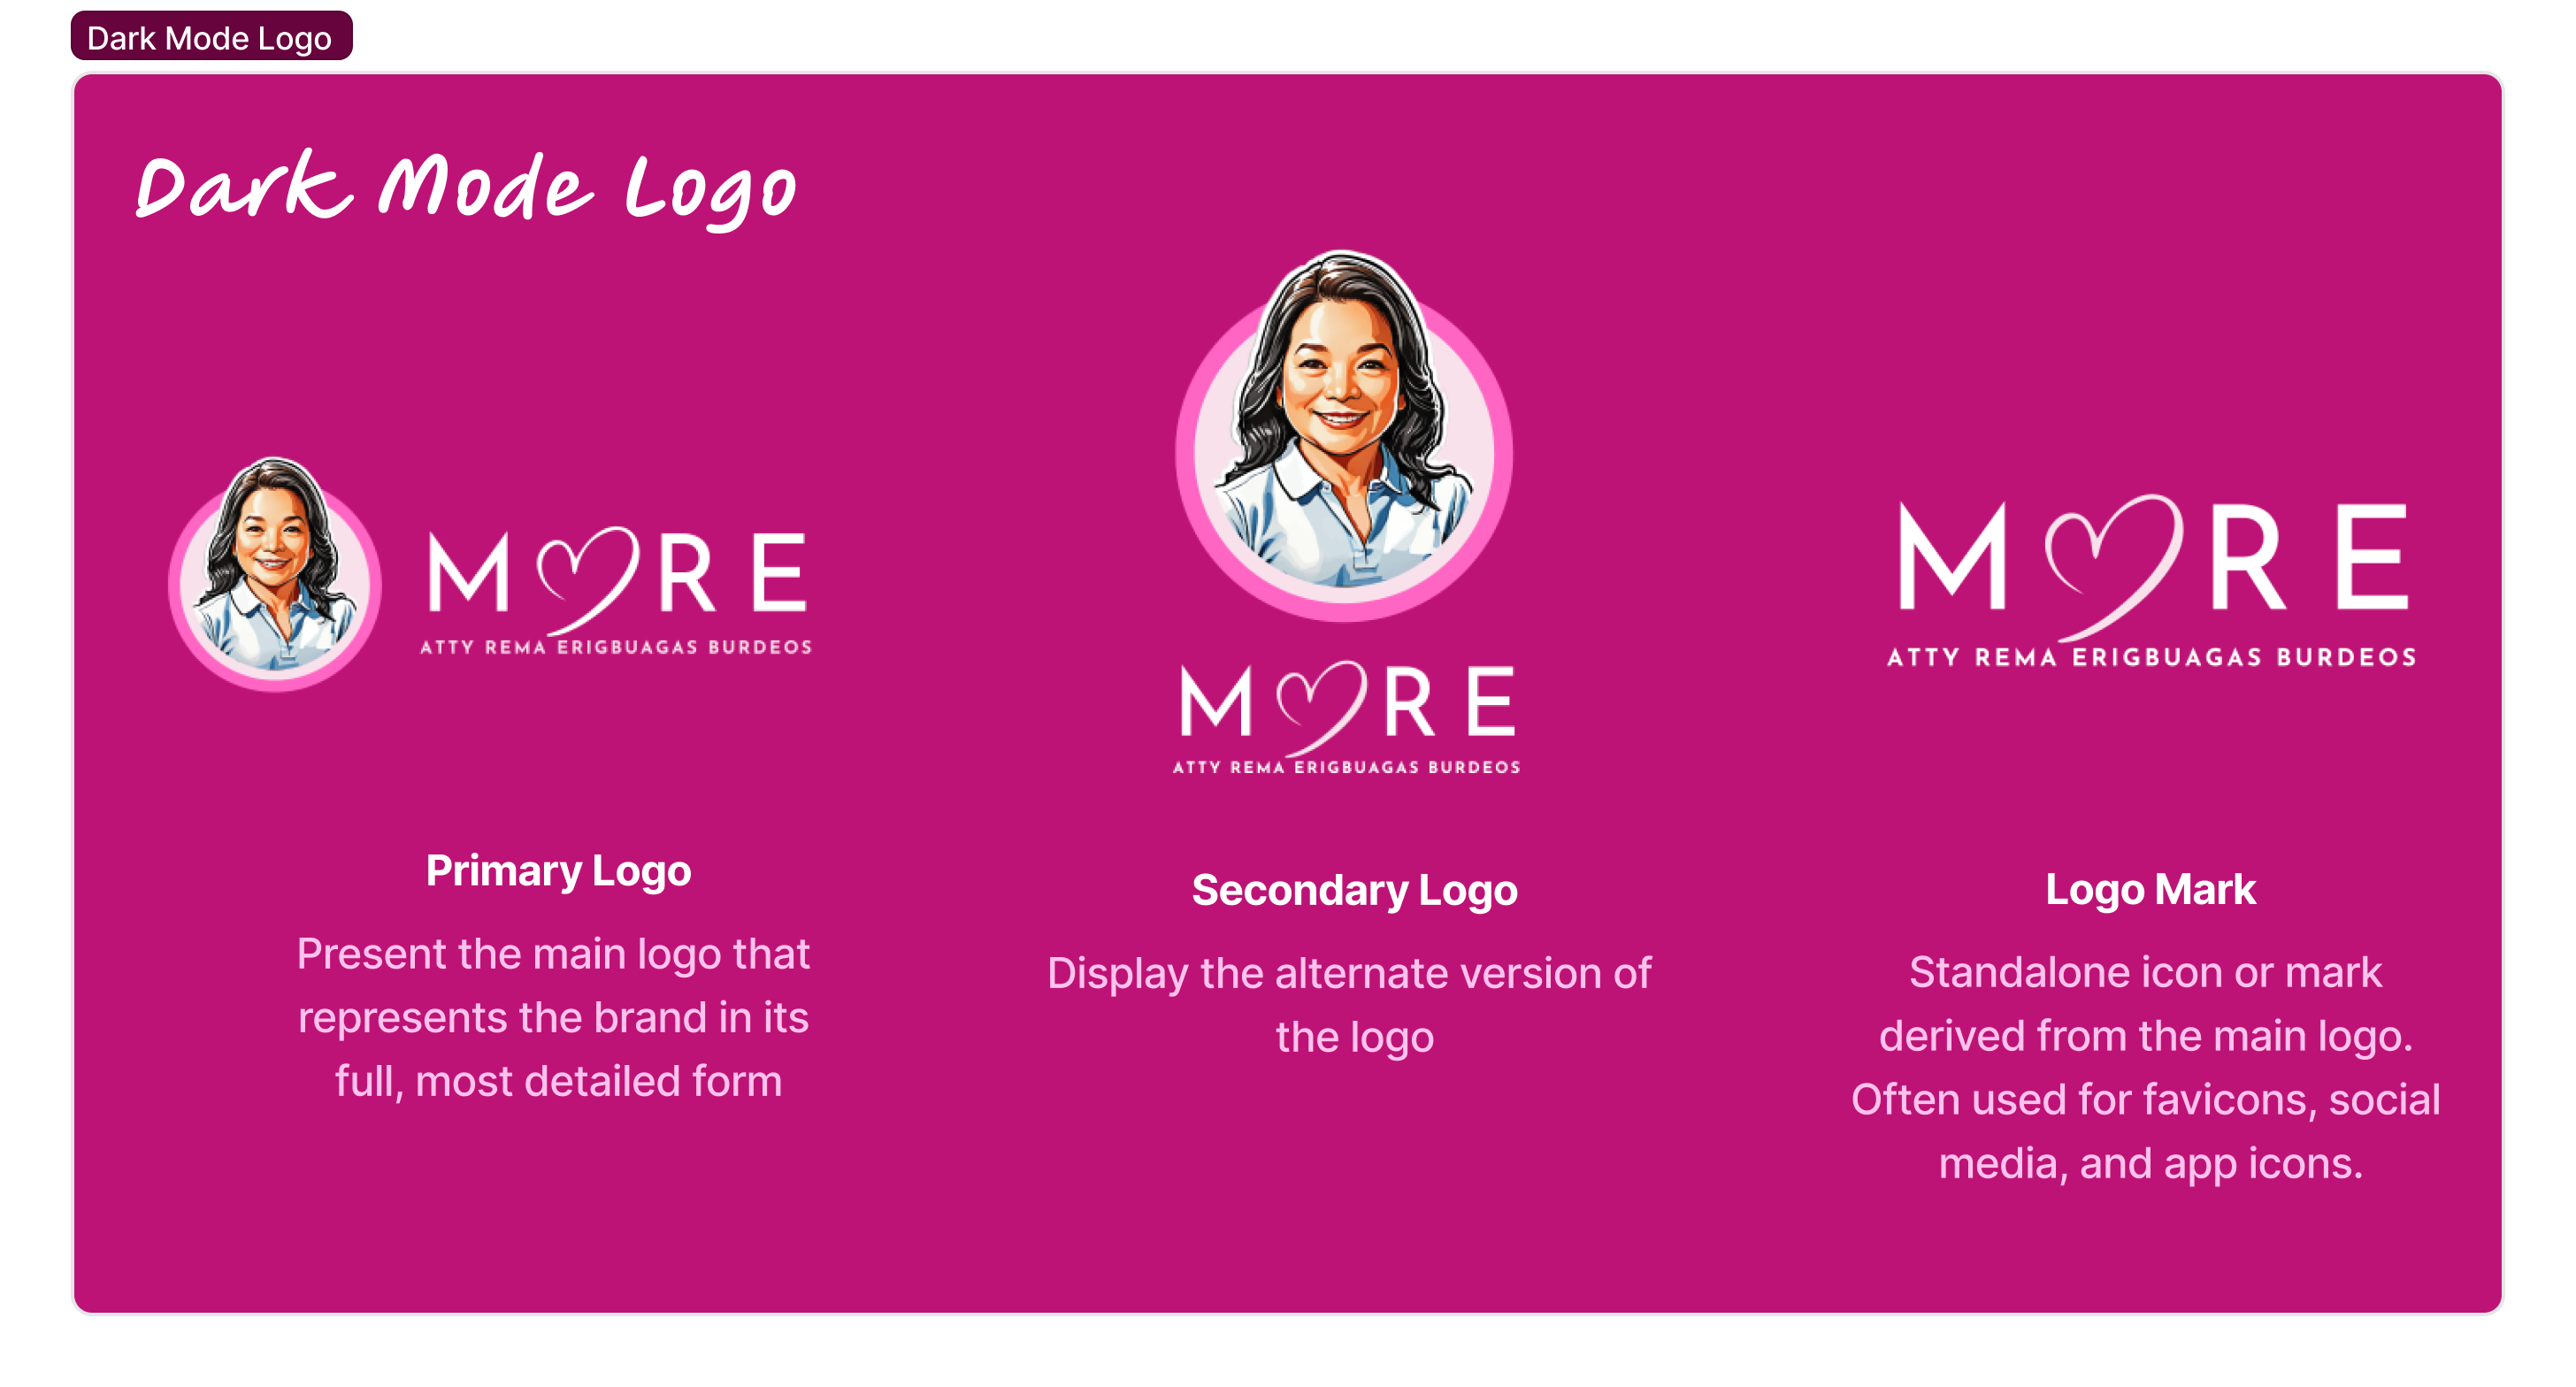 Dark Mode Logo
Dark Mode Logo
MORE
ATTY REMA ERIGBUAGAS BURDEOS
Primary Logo
Present the main logo that
represents the brand in its
full, most detailed form
MORE
ATTY REMA ERIGBUAGAS BURDEOS
Secondary Logo
Display the alternate version of
the logo
MORE
ATTY REMA ERIGBUAGAS BURDEOS
Logo Mark
Standalone icon or mark
derived from the main logo.
Often used for favicons, social
media, and app icons.